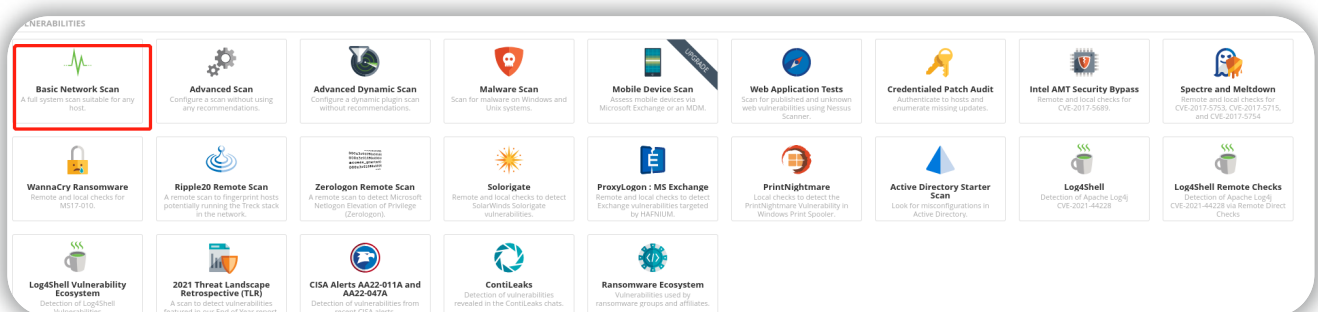 VULNERABILITIES
Basic Network Scan
A full system scan suitable for any
host.
Advanced Scan
Configure a scan without using
any recommendations.
Advanced Dynamic Scan
Configure a dynamic plugin scan
without recommendations.
Malware Scan
Scan for malware on Windows and
Unix systems.
UPGRADE
Mobile Device Scan
Assess mobile devices via
Microsoft Exchange or an MDM.
Web Application Tests
Scan for published and unknown
web vulnerabilities using Nessus
Scanner.
Credentialed Patch Audit
Authenticate to hosts and
enumerate missing updates.
Intel AMT Security Bypass
Remote and local checks for
CVE-2017-5689.
Spectre and Meltdown
Remote and local checks for
CVE-2017-5753, CVE-2017-5715,
and CVE-2017-5754
WannaCry Ransomware
Remote and local checks for
MS17-010.
Ripple20 Remote Scan
A remote scan to fingerprint hosts
potentially running the Treck stack
in the network.
Zerologon Remote Scan
A remote scan to detect Microsoft
Netlogon Elevation of Privilege
(Zerologon).
Solorigate
Remote and local checks to detect
SolarWinds Solorigate
vulnerabilities.
ProxyLogon : MS Exchange
Remote and local checks to detect
Exchange vulnerabilities targeted
by HAFNIUM.
PrintNightmare
Local checks to detect the
PrintNightmare Vulnerability in
Windows Print Spooler.
Active Directory Starter
Scan
Look for misconfigurations in
Active Directory.
Log4Shell
Detection of Apache Log4j
CVE-2021-44228
Log4Shell Remote Checks
Detection of Apache Log4j
CVE-2021-44228 via Remote Direct
Checks
Log4Shell Vulnerability
Ecosystem
Detection of Log4Shell
Vulnerabilities
2021 Threat Landscape
Retrospective (TLR)
A scan to detect vulnerabilities
featured in our End of Year report
CISA Alerts AA22-011A and
AA22-047A
Detection of vulnerabilities from
recent CISA alerts.
ContiLeaks
Detection of vulnerabilities
revealed in the ContiLeaks chats.
Ransomware Ecosystem
Vulnerabilities used by
ransomware groups and affiliates.